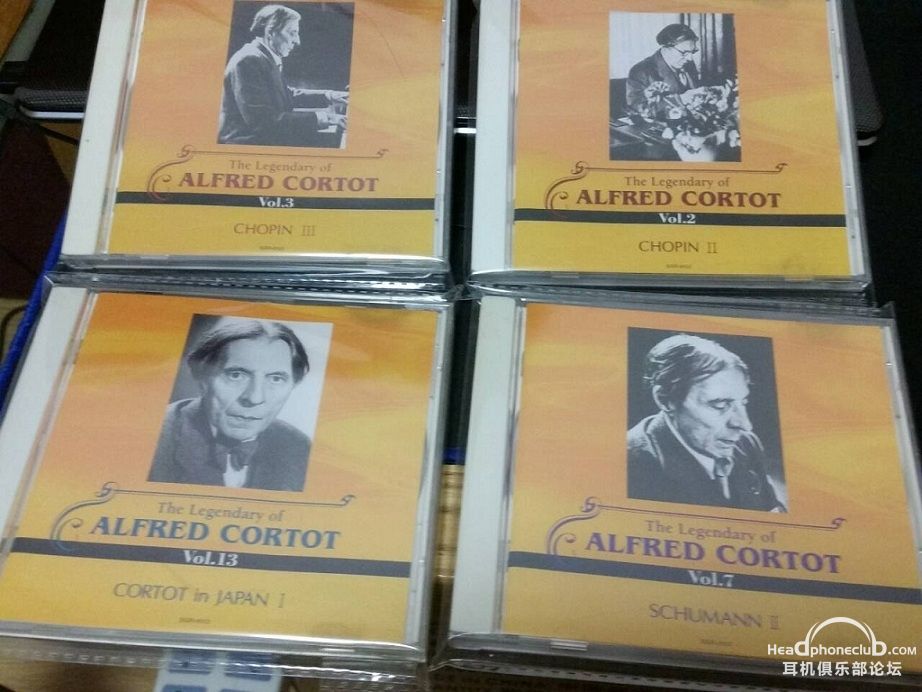 The Legendary of
ALFRED CORTOT
Vol.3
CHOPIN III
The Legendary of
ALFRED CORTOT
Vol.2
CHOPIN II
The Legendary of
ALFRED CORTOT
Vol.13
CORTOT in JAPAN I
The Legendary of
ALFRED CORTOT
Vol.7
SCHUMANN II
HeadphoneClub.com
耳机俱乐部论坛